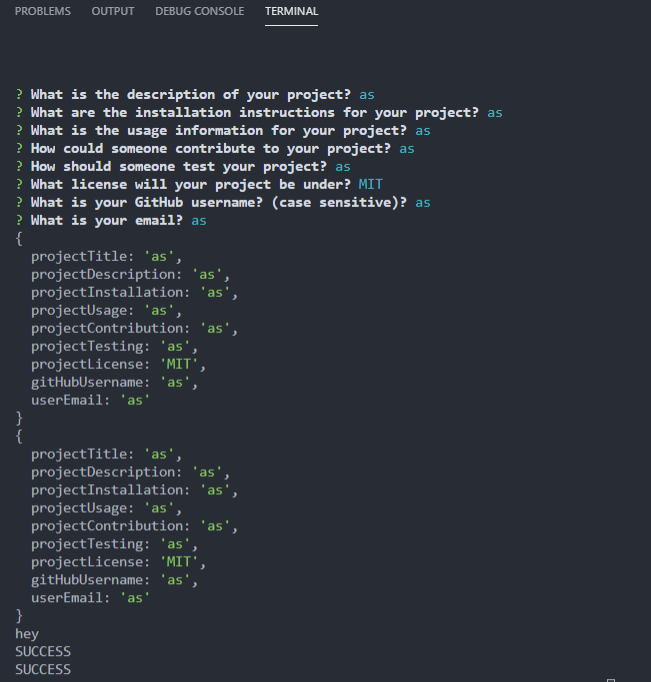 PROBLEMS OUTPUT DEBUG CONSOLE TERMINAL
? What is the description of your project? as
? What are the installation instructions for your project? as
? What is the usage information for your project? as
? How could someone contribute to your project? as
? How should someone test your project? as
? What license will your project be under? MIT
? What is your GitHub username? (case sensitive)? as
? What is your email? as
{
  projectTitle: 'as',
  projectDescription: 'as',
  projectInstallation: 'as',
  projectUsage: 'as',
  projectContribution: 'as',
  projectTesting: 'as',
  projectLicense: 'MIT',
  gitHubUsername: 'as',
  userEmail: 'as'
}
{
  projectTitle: 'as',
  projectDescription: 'as',
  projectInstallation: 'as',
  projectUsage: 'as',
  projectContribution: 'as',
  projectTesting: 'as',
  projectLicense: 'MIT',
  gitHubUsername: 'as',
  userEmail: 'as'
}
hey
SUCCESS
SUCCESS